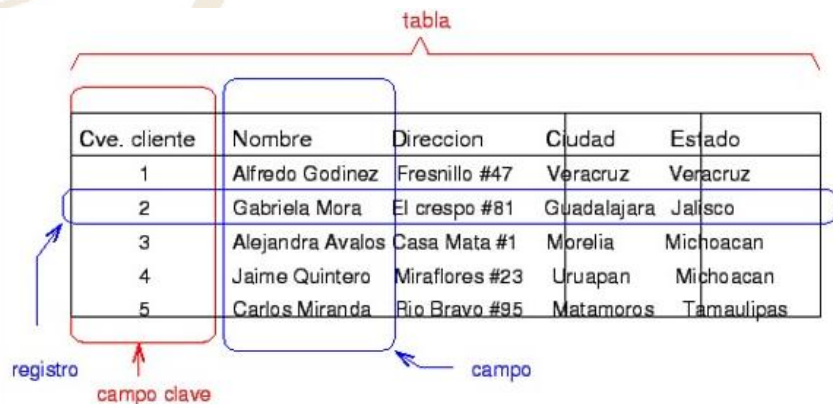 tabla
Cve. cliente Nombre Direccion Ciudad Estado
1 Alfredo Godinez Fresnillo #47 Veracruz Veracruz
2 Gabriela Mora El crespo #81 Guadalajara Jalisco
3 Alejandra Avalos Casa Mata #1 Morelia Michoacan
4 Jaime Quintero Miraflores #23 Uruapan Michoacan
5 Carlos Miranda Rio Bravo #95 Matamoros Tamaulipas
registro
campo
campo clave